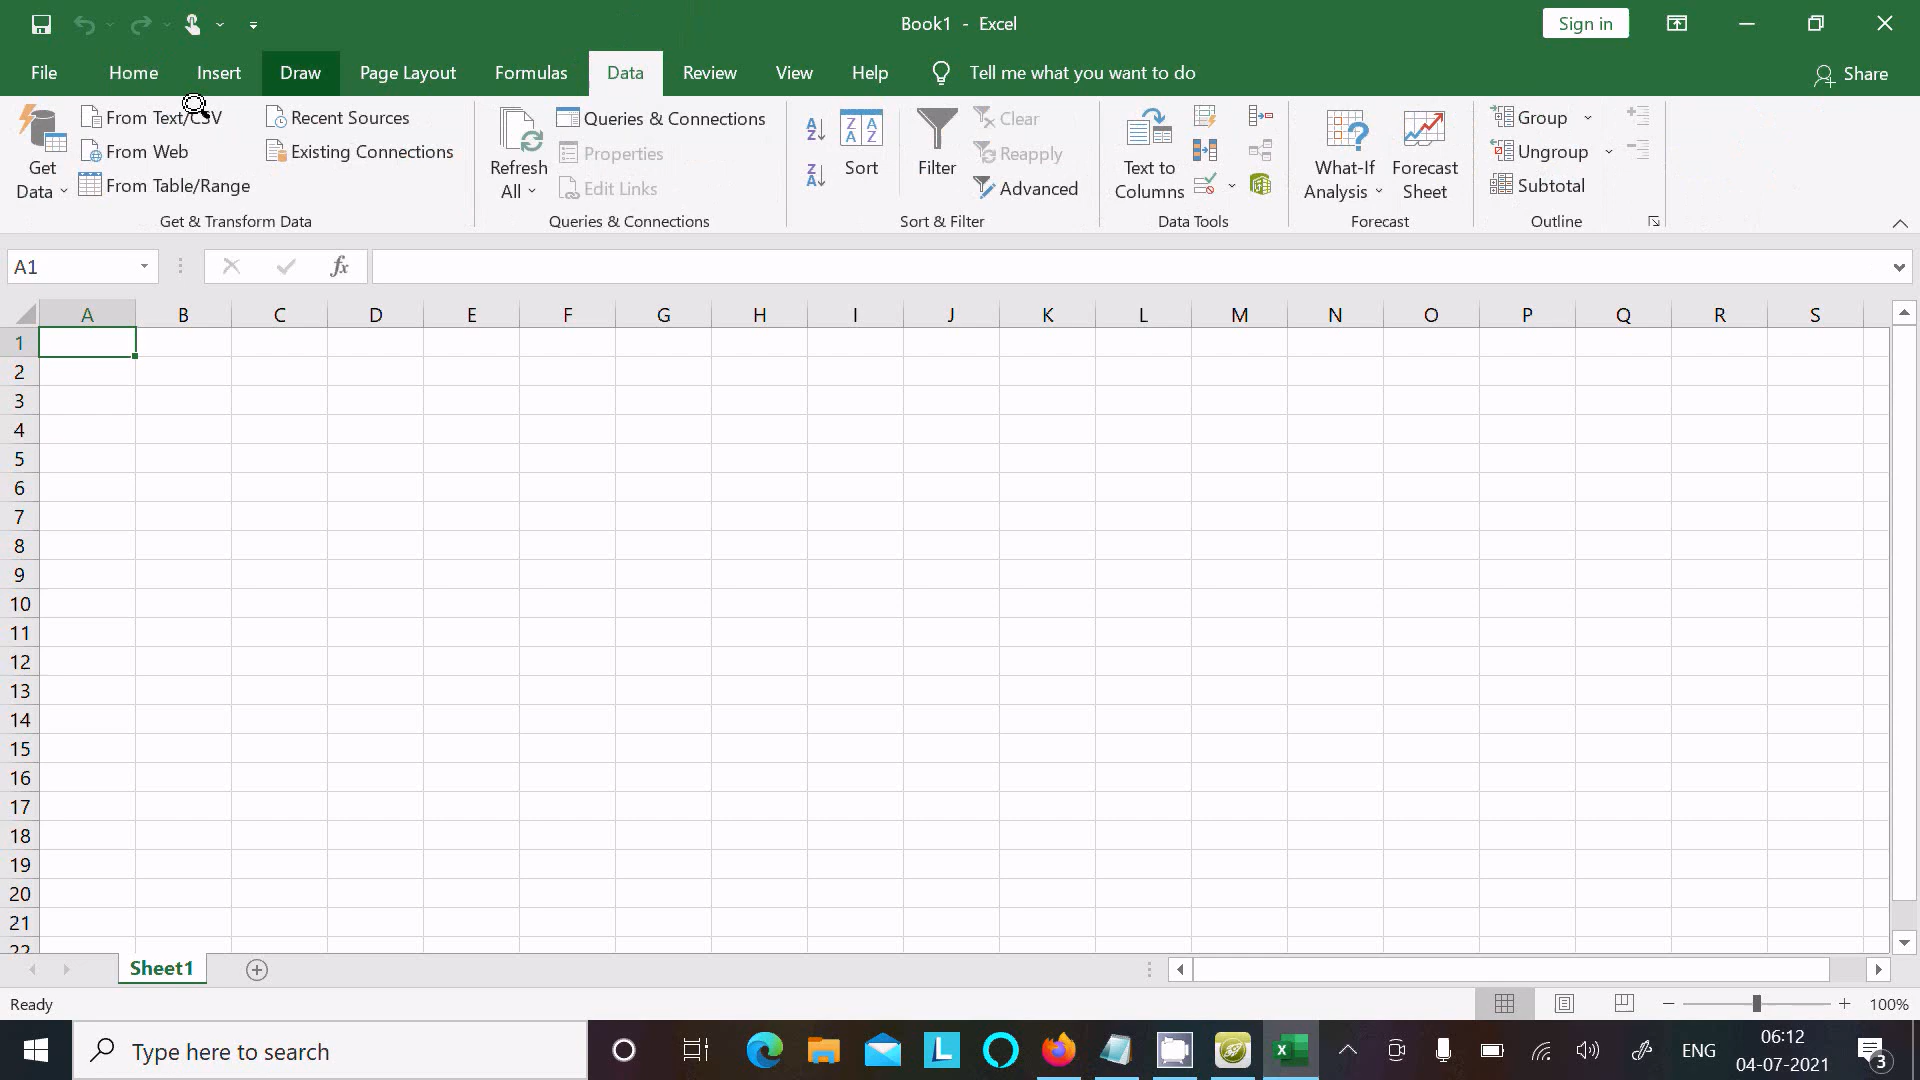 Book1 - Excel
Sign in
File Home Insert Draw Page Layout Formulas Data Review View Help Tell me what you want to do Share
Get Data
From Text/CSV
From Web
From Table/Range
Recent Sources
Existing Connections
Get & Transform Data
Refresh All
Queries & Connections
Properties
Edit Links
Queries & Connections
A Z
Z A
Z A A Z
Sort
Filter
Clear
Reapply
Advanced
Sort & Filter
Text to Columns
Data Tools
What-If Analysis
Forecast Sheet
Forecast
Group
Ungroup
Subtotal
Outline
A1
fx
A B C D E F G H I J K L M N O P Q R S
1
2
3
4
5
6
7
8
9
10
11
12
13
14
15
16
17
18
19
20
21
22
Sheet1
Ready
100%
Type here to search
L
X
ENG
06:12
04-07-2021
3